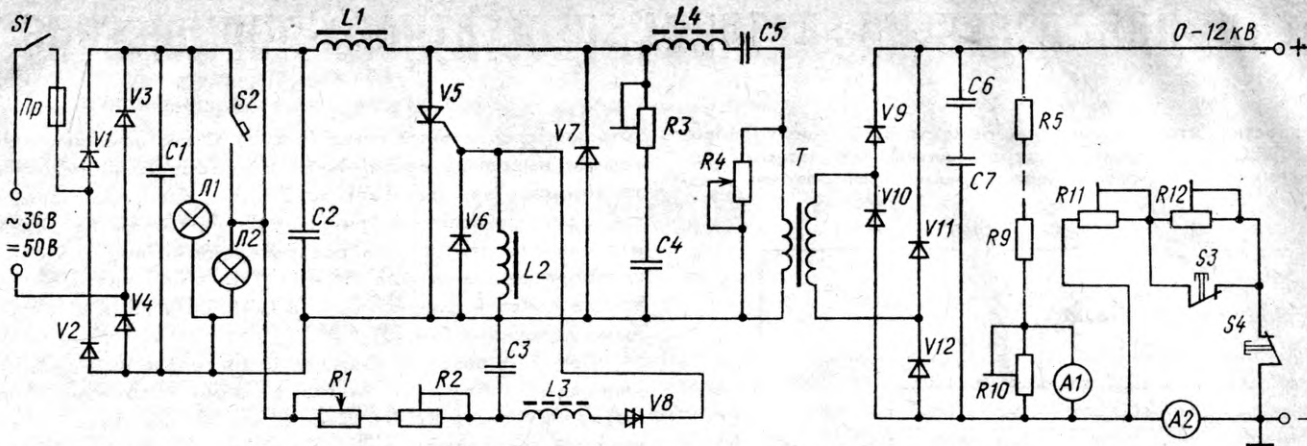 S1
Пр
V1
V3
C1
Л1
Л2
S2
V2
V4
~36В
=50В
C2
L1
V5
V6
L2
V7
R3
C4
L4
C5
R4
T
C3
R1
R2
L3
V8
V9
V10
V11
V12
C6
C7
R5
R9
R10
A1
0-12кВ
+
R11
R12
S3
S4
A2
-